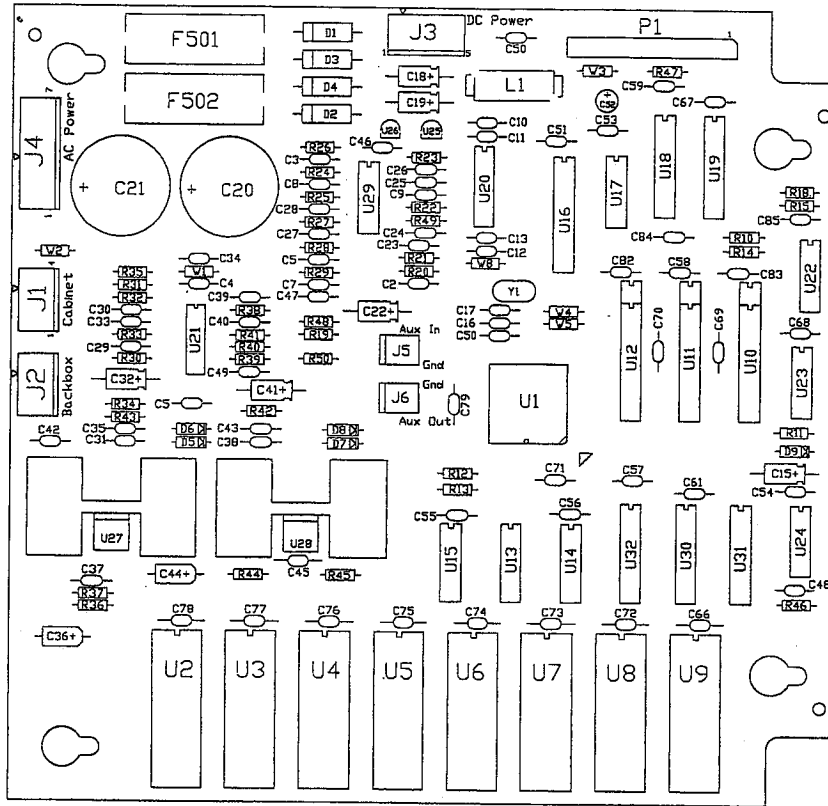 F501
D1
J3
DC Power
C50
P1
1
D3
1
5
W3
R47
7
F502
D4
C18+
L1
C59
C67
J4
AC Power
D2
C19+
C52
C53
U26
U25
C10
C11
C51
R26
C46
C3
R23
R24
C26
U18
U19
+
C21
+
C20
C8
C25
U29
U20
U17
R25
C9
U16
R18
C28
R22
R15
R27
R49
C85
1
C27
C24
C13
C84
R10
R28
C23
C12
R14
W2
C34
C5
R21
W8
C82
C58
C83
U22
R35
W1
R29
R20
4
J1
Cabinet
R31
C4
C7
C2
Y1
R32
C39
C47
C30
R38
C22+
C17
W4
C33
U21
C40
R48
Aux In
C16
W5
C70
C69
C68
R33
R41
R19
C50
U12
U11
U10
C29
R40
J5
R30
R39
R50
Gnd
U23
J2
Backbox
C32+
C49
C41+
Gnd
J6
C79
U1
R34
C5
R42
R43
Aux Out
C42
C35
D6
C43
D8
R11
C31
D5
C38
D7
D9
R12
C71
C57
C15+
R13
C61
C54
C55
C56
U27
U28
U15
U13
U14
U32
U30
U31
U24
C45
C37
C44+
R44
R45
C48
R37
R36
R46
C36+
C78
C77
C76
C75
C74
C73
C72
C66
U2
U3
U4
U5
U6
U7
U8
U9